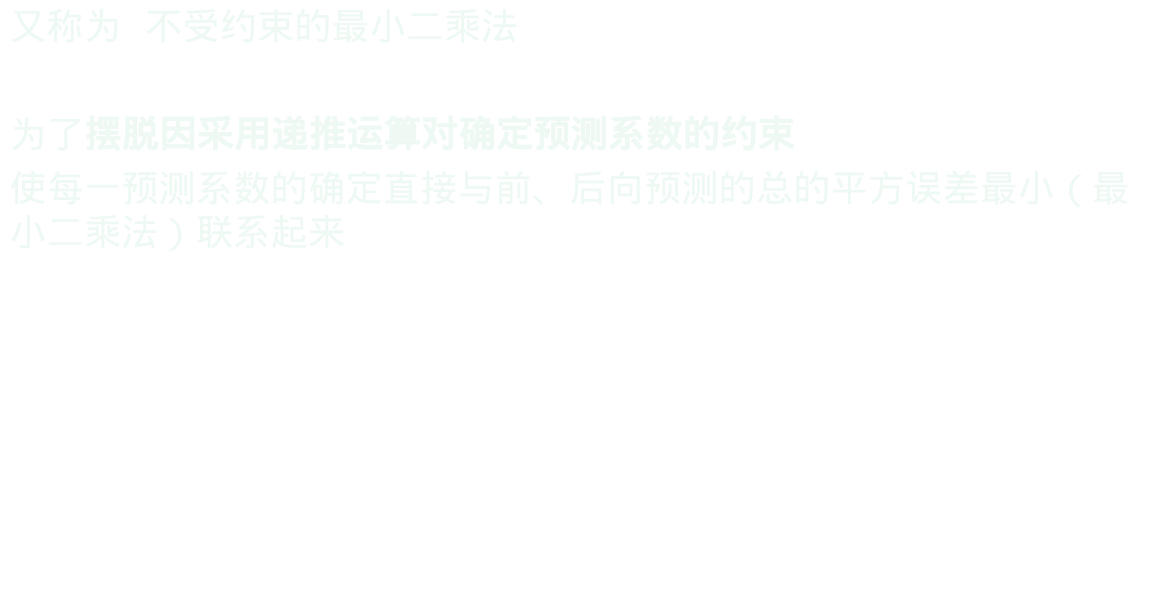 又称为 不受约束的最小二乘法
为了摆脱因采用递推运算对确定预测系数的约束
使每一预测系数的确定直接与前、后向预测的总的平方误差最小（最
小二乘法）联系起来